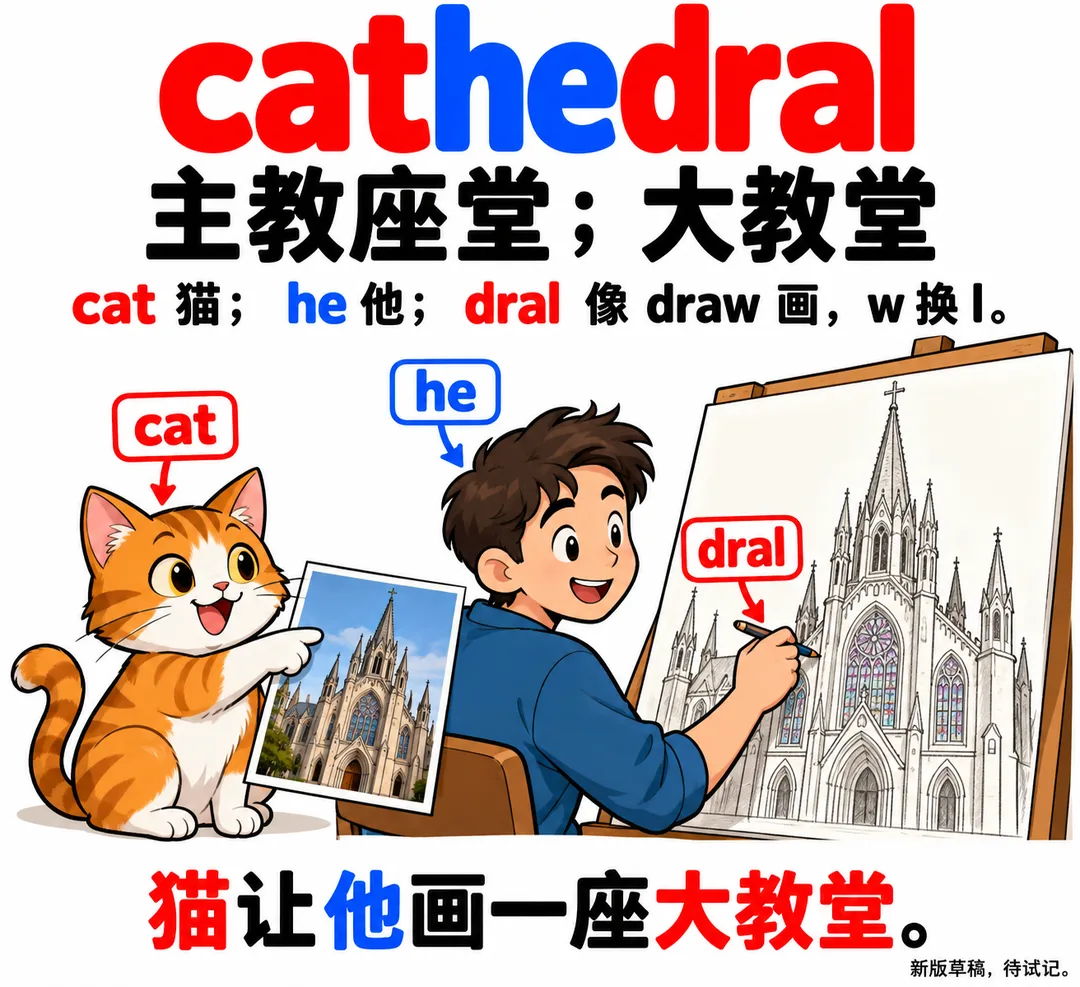 cathedral
主教座堂；大教堂
cat 猫； he 他； dral 像 draw 画，w 换 l。
he
cat
dral
猫让他画一座大教堂。
新版草稿，待试记。